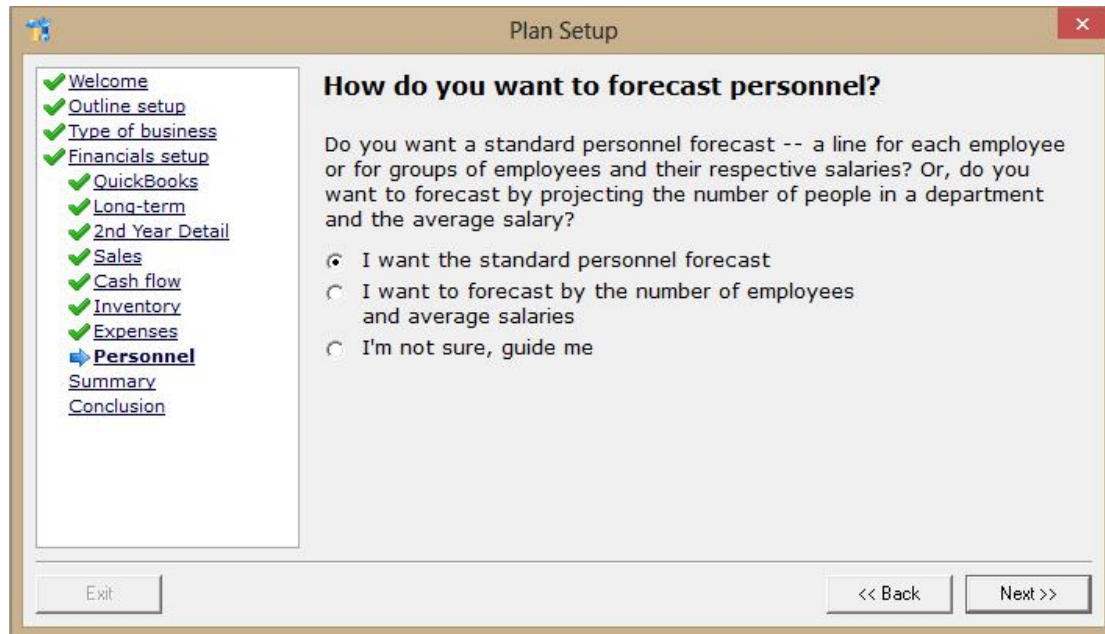 Plan Setup
Welcome
Outline setup
Type of business
Financials setup
QuickBooks
Long-term
2nd Year Detail
Sales
Cash flow
Inventory
Expenses
Personnel
Summary
Conclusion
How do you want to forecast personnel?
Do you want a standard personnel forecast -- a line for each employee
or for groups of employees and their respective salaries? Or, do you
want to forecast by projecting the number of people in a department
and the average salary?
I want the standard personnel forecast
I want to forecast by the number of employees
and average salaries
I'm not sure, guide me
Exit
<< Back
Next >>